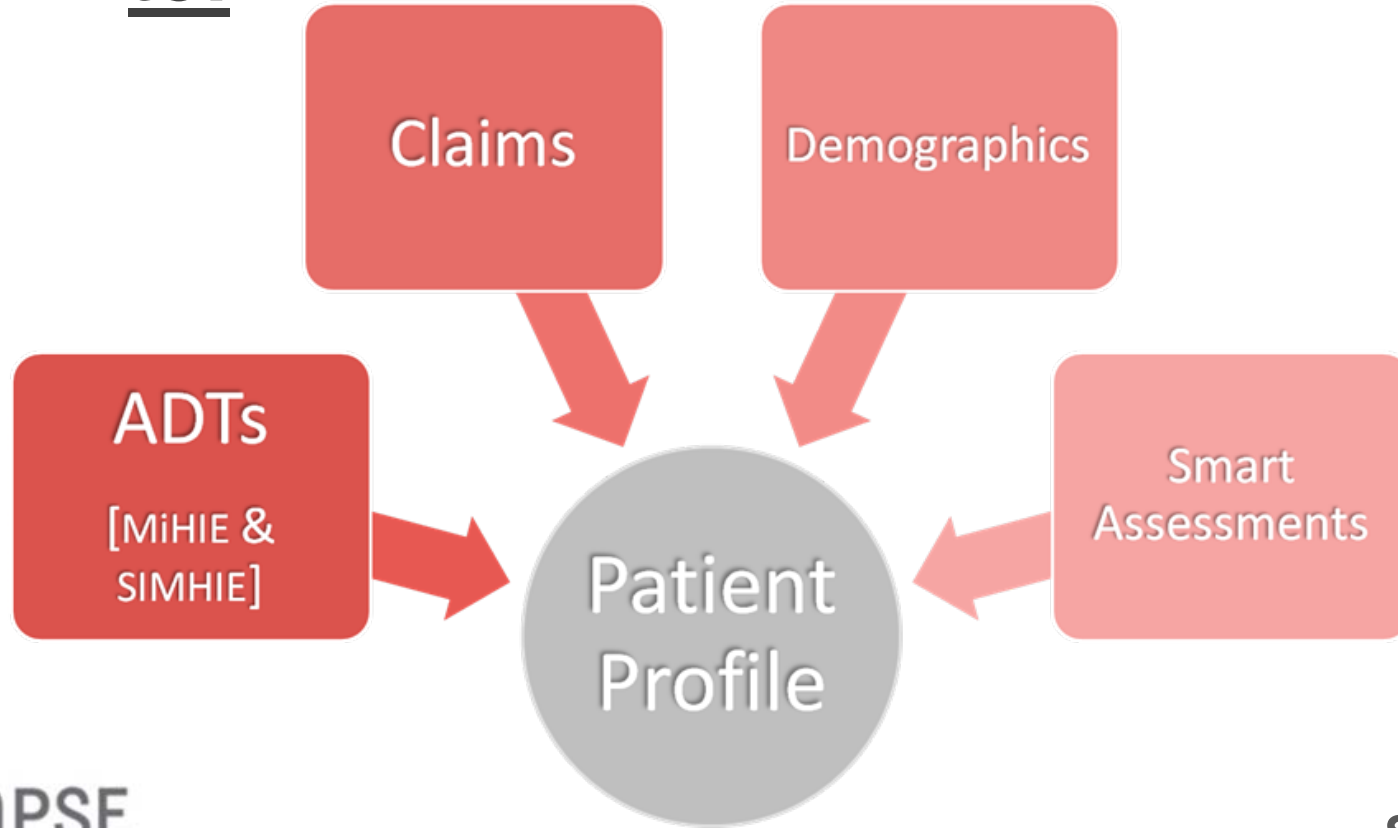 Claims
Demographics
ADTs
[MiHIE &
SIMHIE]
Smart
Assessments
Patient
Profile